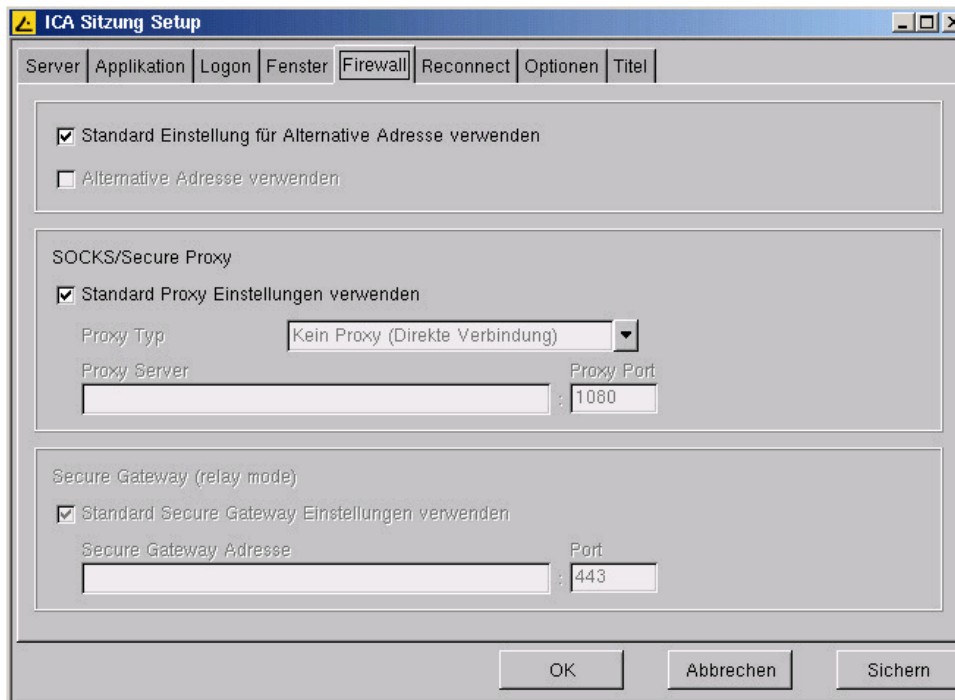 ICA Sitzung Setup
Server Applikation Logon Fenster Firewall Reconnect Optionen Titel
Standard Einstellung für Alternative Adresse verwenden
Alternative Adresse verwenden
SOCKS/Secure Proxy
Standard Proxy Einstellungen verwenden
Proxy Typ Kein Proxy (Direkte Verbindung)
Proxy Server Proxy Port
: 1080
Secure Gateway (relay mode)
Standard Secure Gateway Einstellungen verwenden
Secure Gateway Adresse Port
: 443
OK Abbrechen Sichern